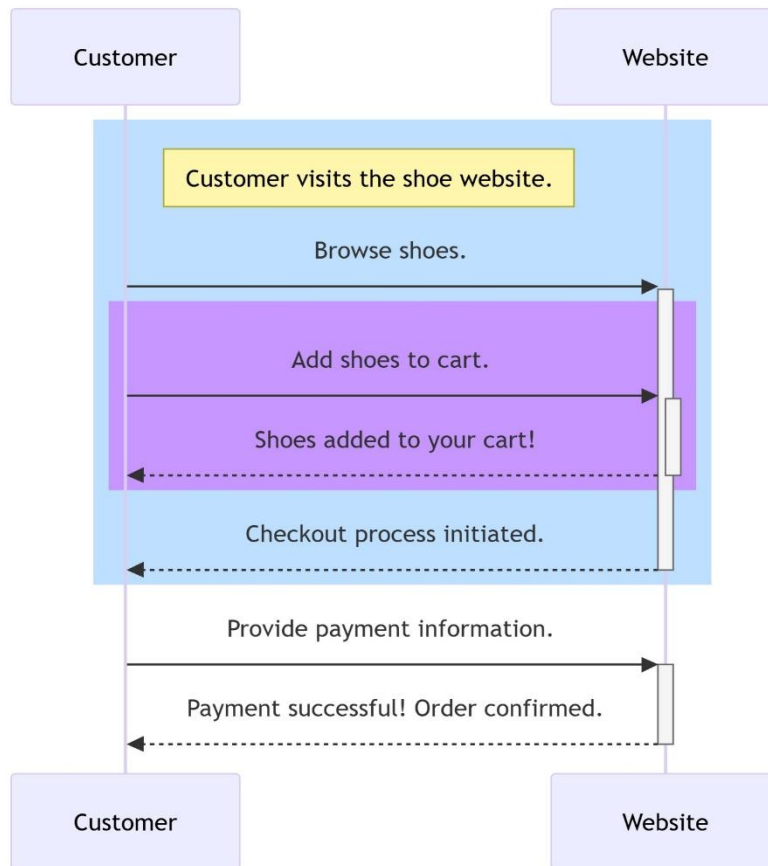 Customer
Website
Customer visits the shoe website.
Browse shoes.
Add shoes to cart.
Shoes added to your cart!
Checkout process initiated.
Provide payment information.
Payment successful! Order confirmed.
Customer
Website